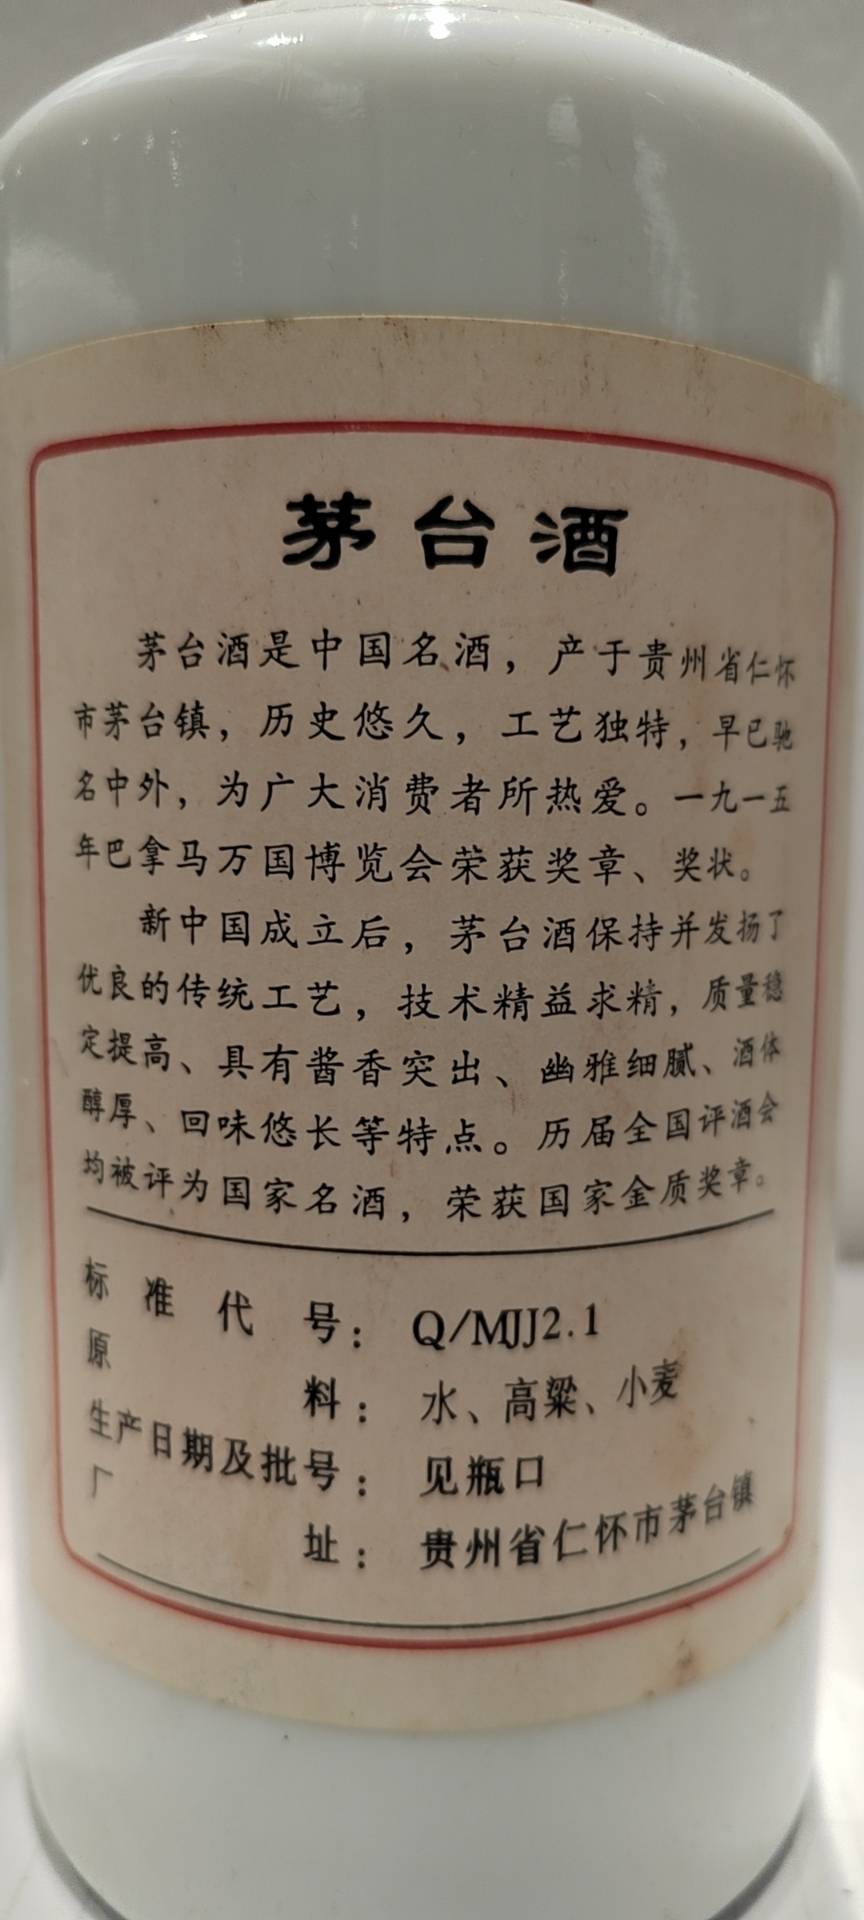 茅台酒
茅台酒是中国名酒，产于贵州省仁怀
市茅台镇，历史悠久，工艺独特，早已驰
名中外，为广大消费者所热爱。一九一五
年巴拿马万国博览会荣获奖章、奖状。
新中国成立后，茅台酒保持并发扬了
优良的传统工艺，技术精益求精，质量稳
定提高、具有酱香突出、幽雅细腻、酒体
醇厚、回味悠长等特点。历届全国评酒会
均被评为国家名酒，荣获国家金质奖章。
标准代号：Q/MJJ2.1
原料：水、高粱、小麦
生产日期及批号：见瓶口
厂址：贵州省仁怀市茅台镇